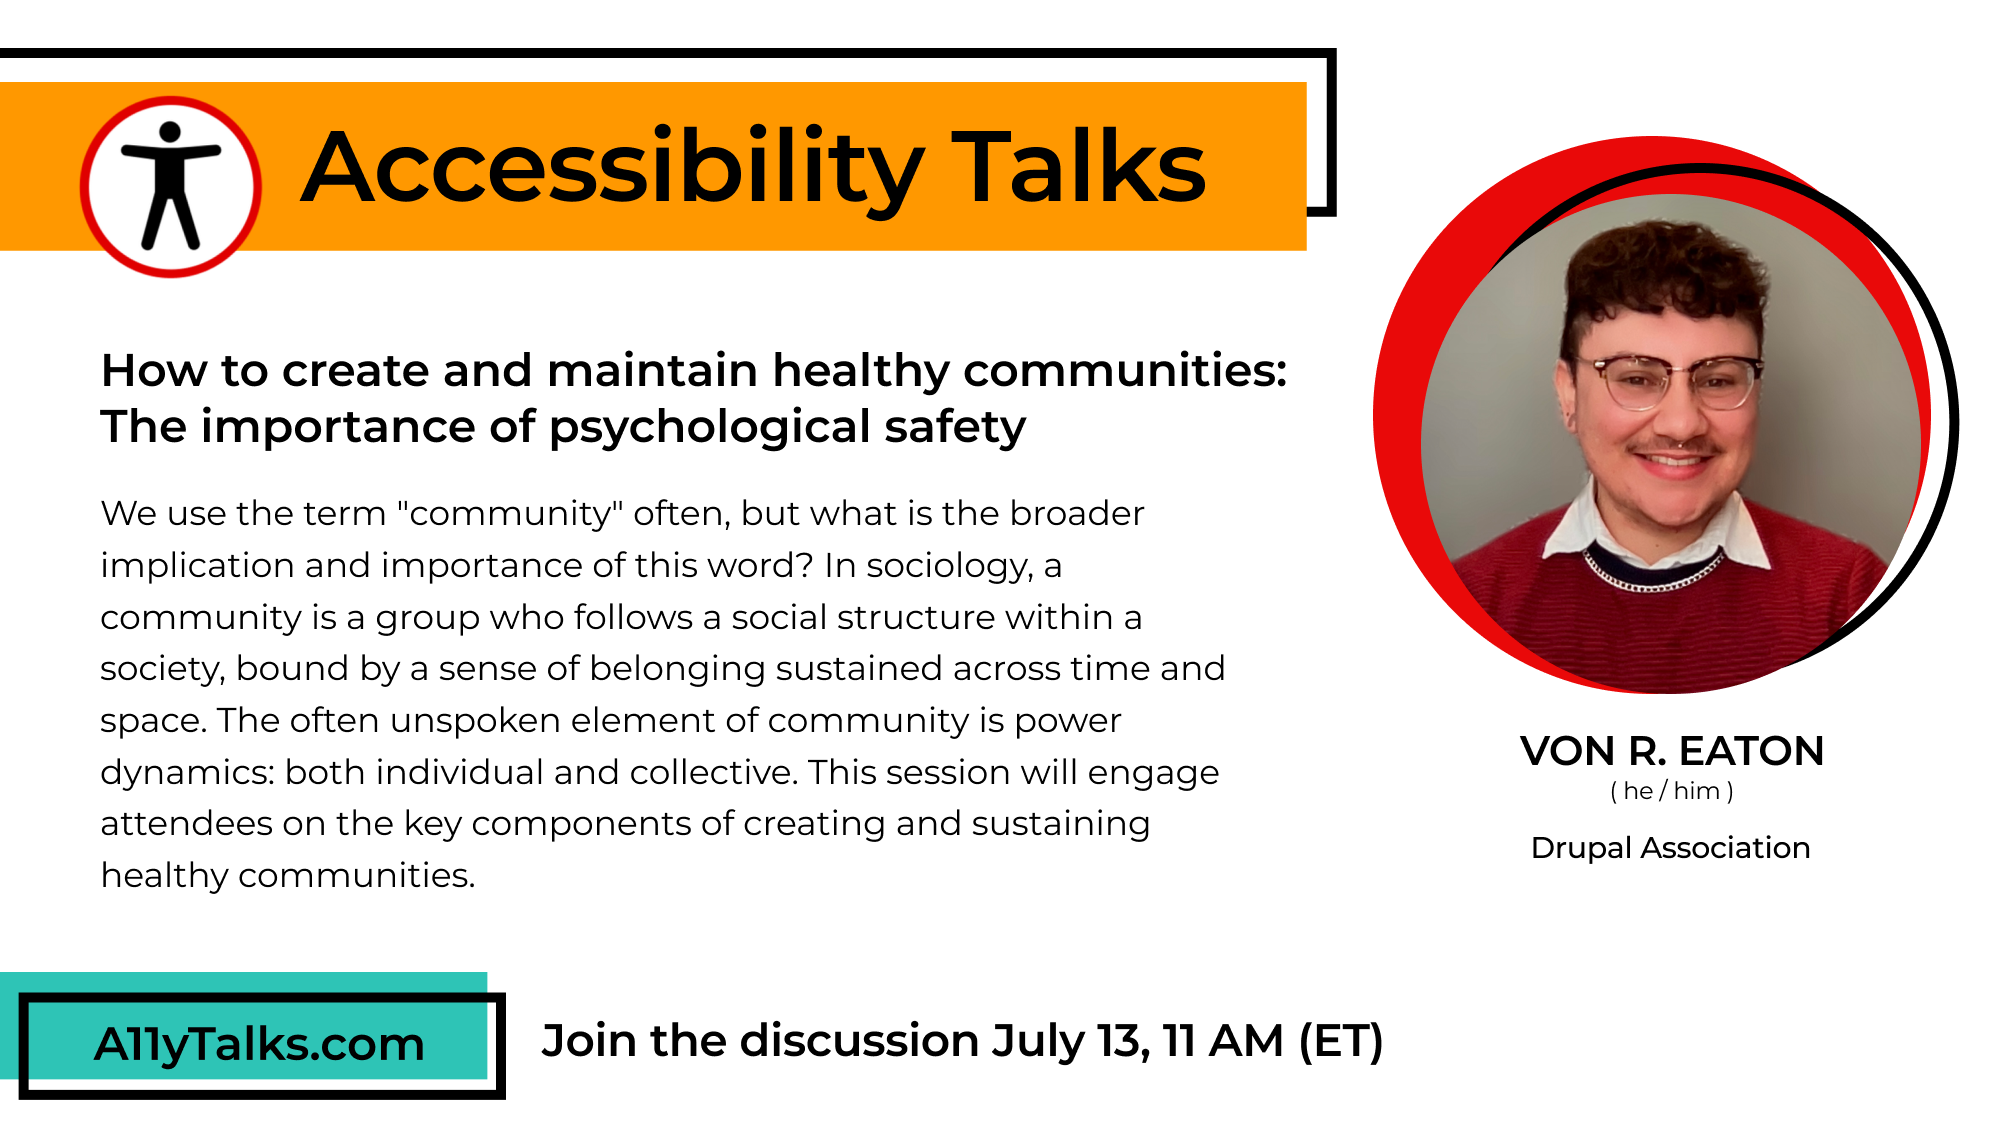 Accessibility Talks
How to create and maintain healthy communities:
The importance of psychological safety
We use the term "community" often, but what is the broader
implication and importance of this word? In sociology, a
community is a group who follows a social structure within a
society, bound by a sense of belonging sustained across time and
space. The often unspoken element of community is power
dynamics: both individual and collective. This session will engage
attendees on the key components of creating and sustaining
healthy communities.
VON R. EATON
( he / him )
Drupal Association
A11yTalks.com
Join the discussion July 13, 11 AM (ET)